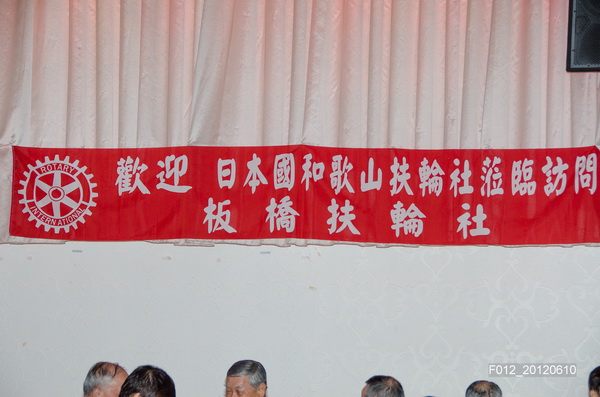 ROTARY
INTERNATIONAL
歡迎 日本國和歌山扶輪社蒞臨訪問
板橋扶輪社
F012_20120610